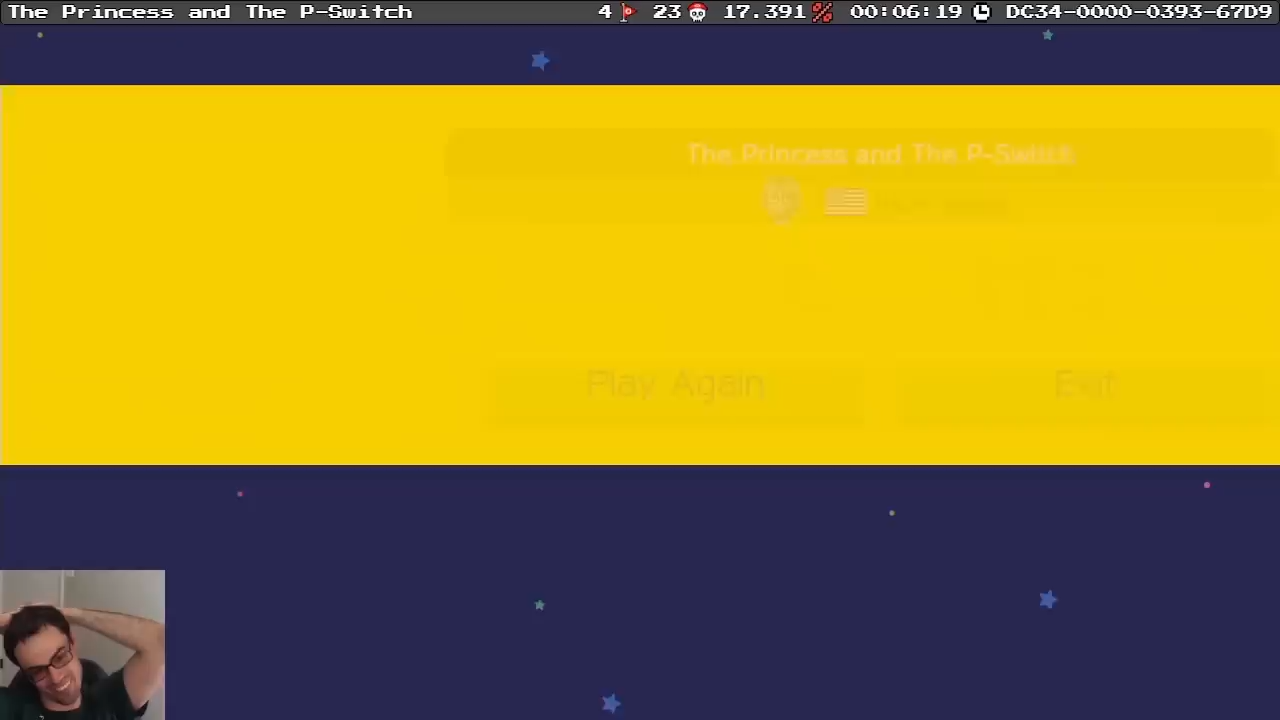 The Princess and The P-Switch 4 23 17.391% 00:06:19 DC34-0000-0393-67D9
The Princess and The P-Switch
Play Again Exit